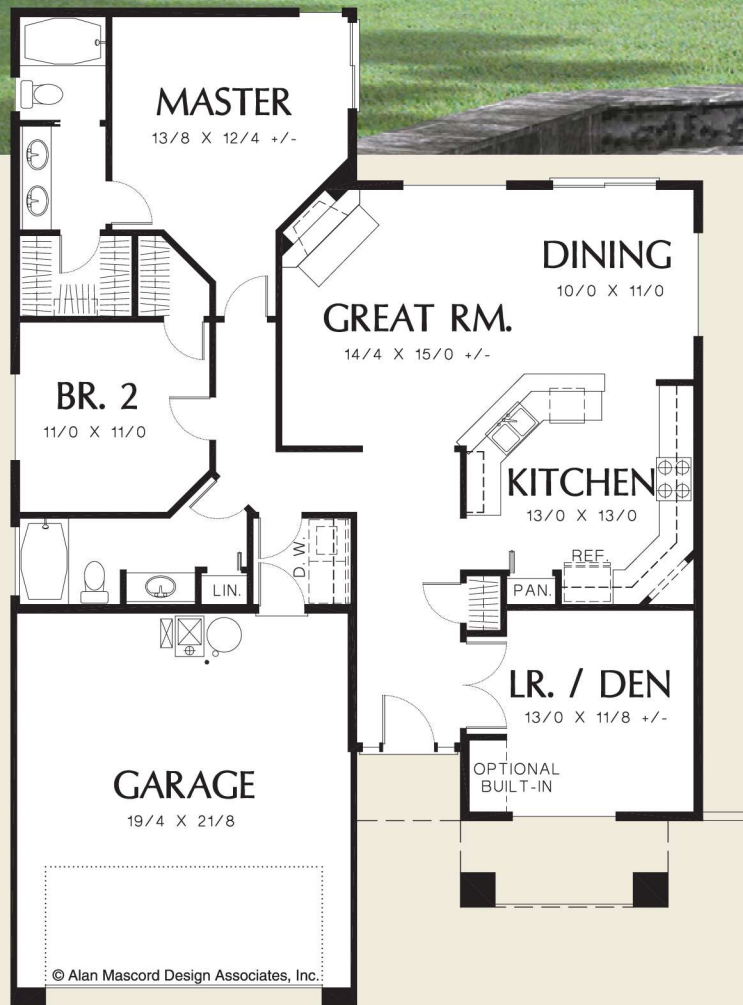 MASTER
13/8 X 12/4 +/-
DINING
10/0 X 11/0
GREAT RM.
14/4 X 15/0 +/-
BR. 2
11/0 X 11/0
KITCHEN
13/0 X 13/0
REF.
D. W.
LIN.
PAN.
LR. / DEN
13/0 X 11/8 +/-
OPTIONAL
BUILT-IN
GARAGE
19/4 X 21/8
© Alan Mascord Design Associates, Inc.